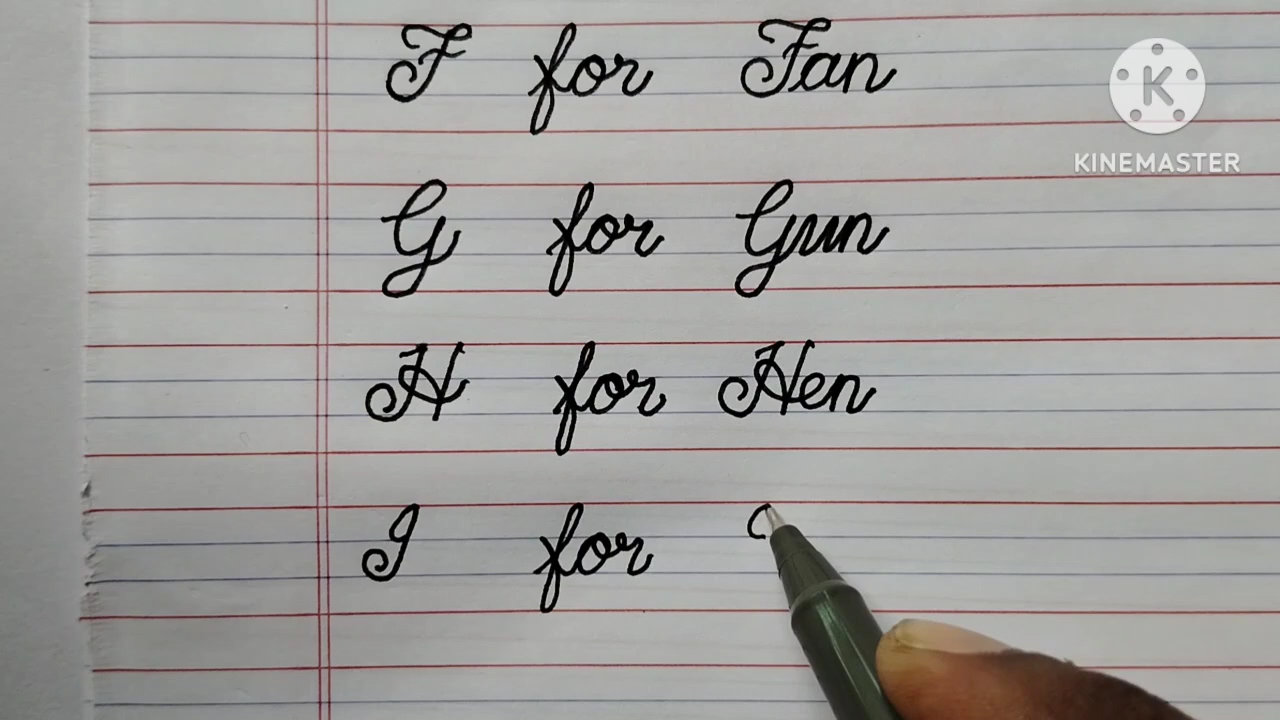 F for Fan
K
KINEMASTER
G for Gun
H for Hen
I for